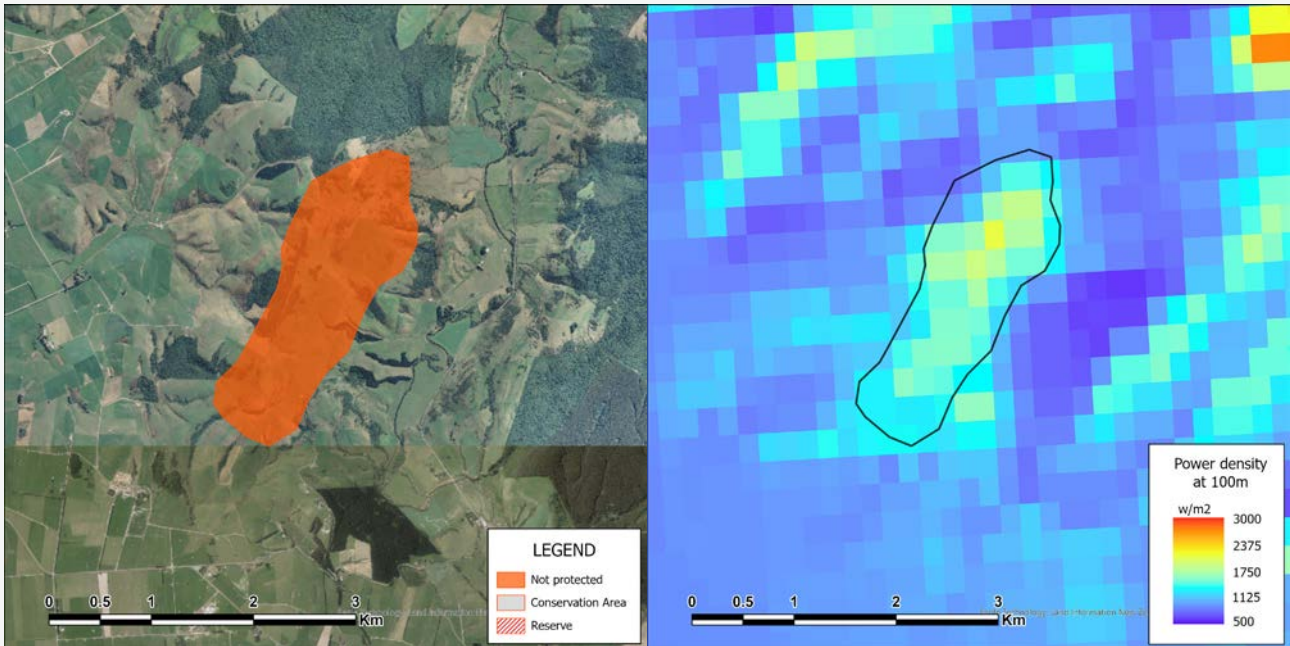 LEGEND
Not protected
Conservation Area
Reserve
0 0.5 1 2 3
Km
Power density
at 100m
w/m2
3000
2375
1750
1125
500
0 0.5 1 2 3
Km